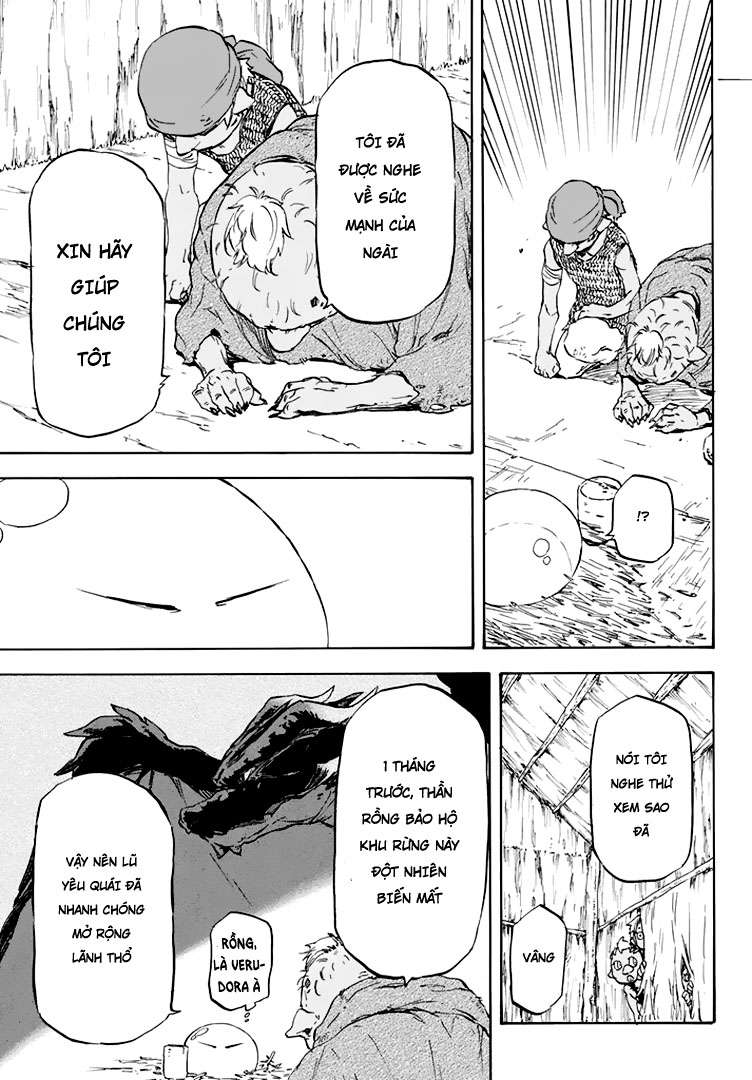 !?
TÔI ĐÃ
ĐƯỢC NGHE
VỀ SỨC
MẠNH CỦA
NGÀI
XIN HÃY
GIÚP
CHÚNG
TÔI
NÓI TÔI
NGHE THỬ
XEM SAO
ĐÃ
VÂNG
1 THÁNG
TRƯỚC, THẦN
RỒNG BẢO HỘ
KHU RỪNG NÀY
ĐỘT NHIÊN
BIẾN MẤT
RỒNG,
LÀ VERU-
DORA À
VẬY NÊN LŨ
YÊU QUÁI ĐÃ
NHANH CHÓNG
MỞ RỘNG
LÃNH THỔ